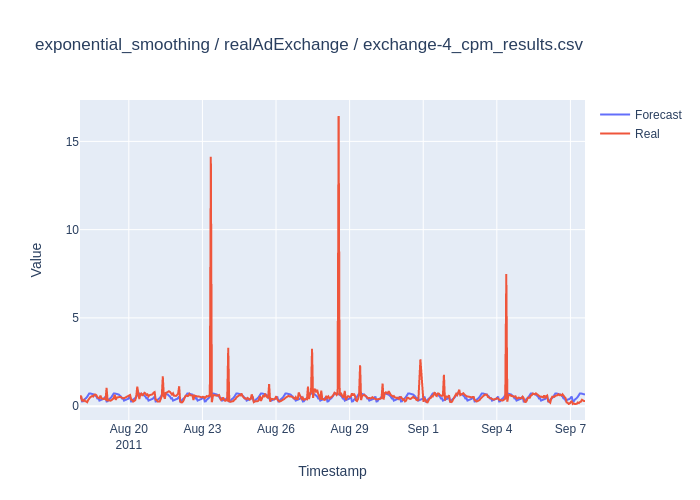 exponential_smoothing / realAdExchange / exchange-4_cpm_results.csv
Forecast
Real
Value
15
10
5
0
Aug 20
2011
Aug 23
Aug 26
Aug 29
Sep 1
Sep 4
Sep 7
Timestamp